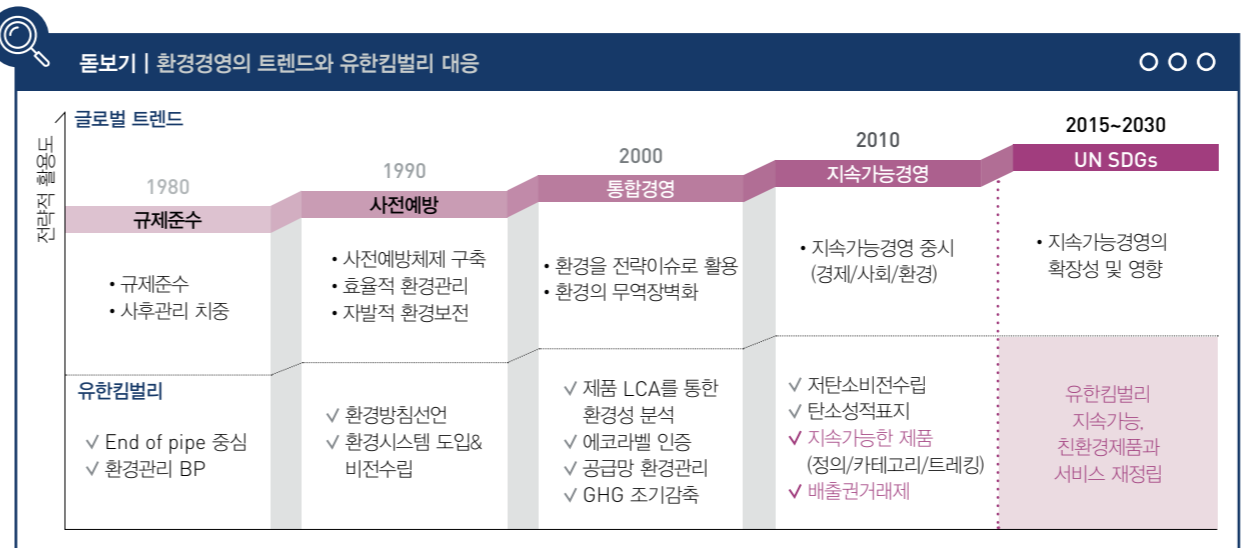 돋보기 | 환경경영의 트렌드와 유한킴벌리 대응
글로벌 트렌드
전략적 활용도
1980
규제준수
• 규제준수
• 사후관리 치중
1990
사전예방
• 사전예방체제 구축
• 효율적 환경관리
• 자발적 환경보전
2000
통합경영
• 환경을 전략이슈로 활용
• 환경의 무역장벽화
2010
지속가능경영
• 지속가능경영 중시
(경제/사회/환경)
2015~2030
UN SDGs
• 지속가능경영의
확장성 및 영향
유한킴벌리
✓ End of pipe 중심
✓ 환경관리 BP
✓ 환경방침선언
✓ 환경시스템 도입&
비전수립
✓ 제품 LCA를 통한
환경성 분석
✓ 에코라벨 인증
✓ 공급망 환경관리
✓ GHG 조기감축
✓ 저탄소비전수립
✓ 탄소성적표지
✓ 지속가능한 제품
(정의/카테고리/트레킹)
✓ 배출권거래제
유한킴벌리
지속가능,
친환경제품과
서비스 재정립